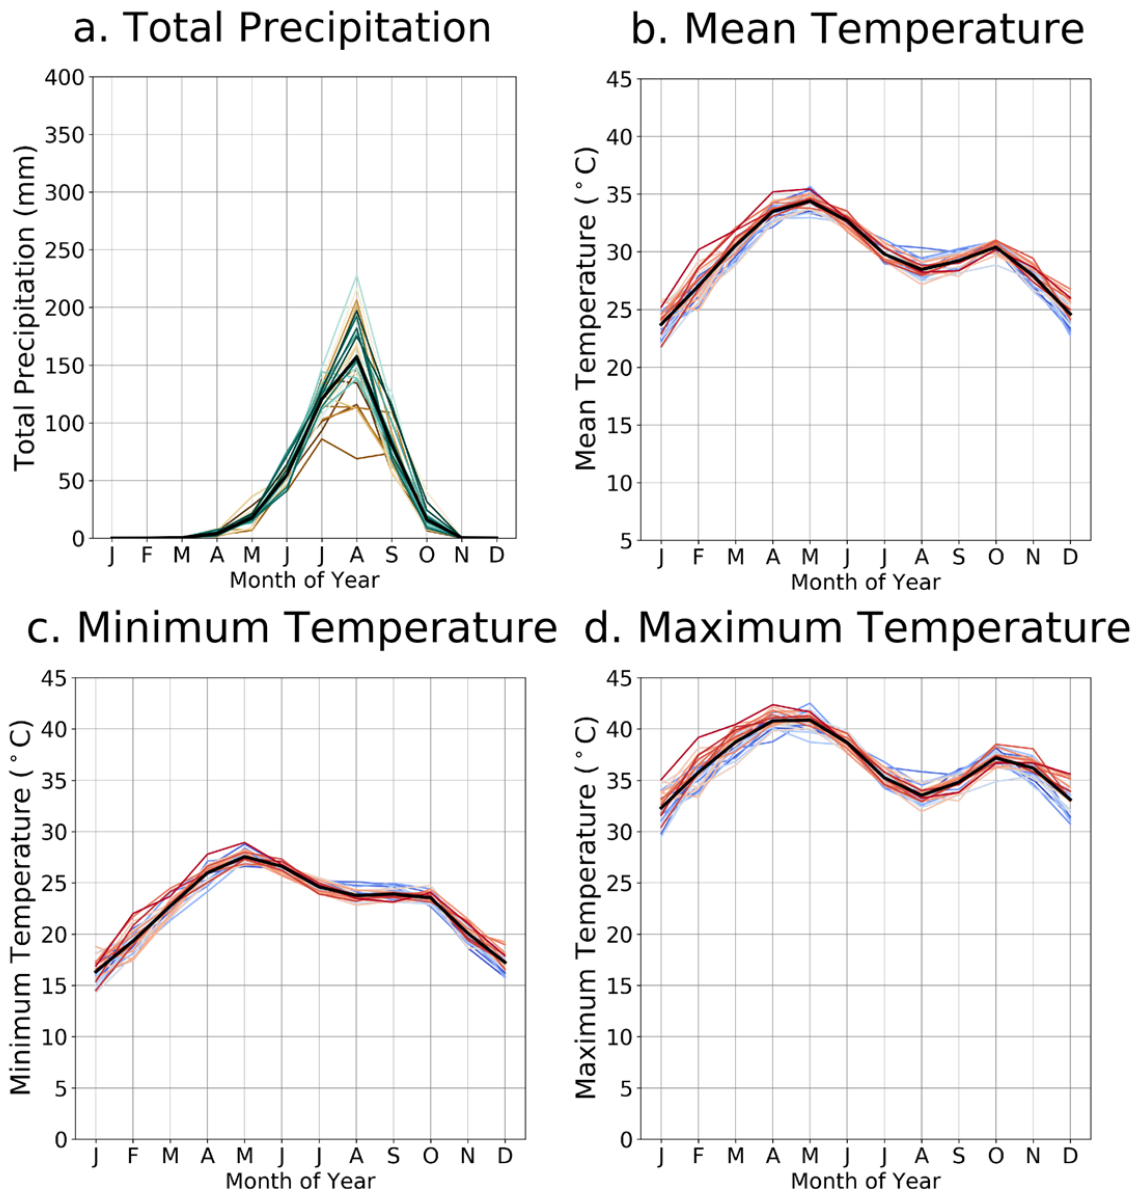 a. Total Precipitation
400
350
300
250
200
150
100
50
0
Total Precipitation (mm)
J F M A M J J A S O N D
Month of Year
b. Mean Temperature
45
40
35
30
25
20
15
10
5
Mean Temperature (°C)
J F M A M J J A S O N D
Month of Year
c. Minimum Temperature
45
40
35
30
25
20
15
10
5
0
Minimum Temperature (°C)
J F M A M J J A S O N D
Month of Year
d. Maximum Temperature
45
40
35
30
25
20
15
10
5
0
Maximum Temperature (°C)
J F M A M J J A S O N D
Month of Year